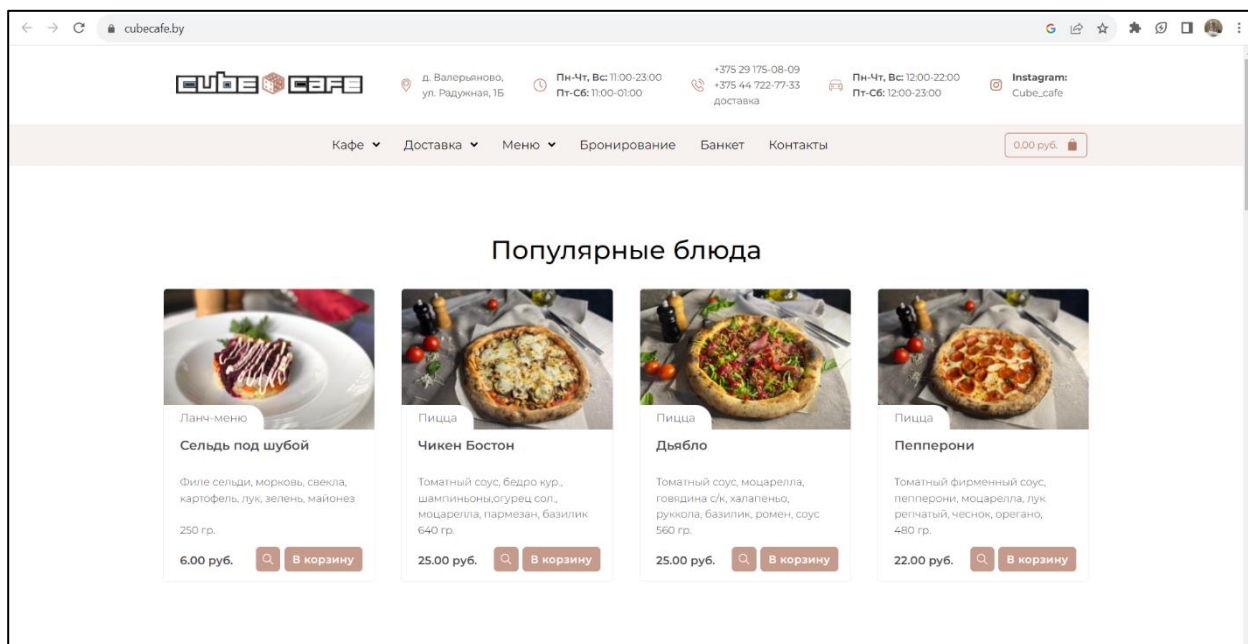 cubecafe.by
CUBE CAFE
д. Валерьяново,
ул. Радужная, 1Б
Пн-Чт, Вс: 11:00-23:00
Пт-Сб: 11:00-01:00
+375 29 175-08-09
+375 44 722-77-33
доставка
Пн-Чт, Вс: 12:00-22:00
Пт-Сб: 12:00-23:00
Instagram:
Cube_cafe
Кафе Доставка Меню Бронирование Банкет Контакты 0.00 руб.
Популярные блюда
Ланч-меню
Сельдь под шубой
Филе сельди, морковь, свекла,
картофель, лук, зелень, майонез
250 гр.
6.00 руб. В корзину
Пицца
Чикен Бостон
Томатный соус, бедро кур.,
шампиньоны,огурец сол.,
моцарелла, пармезан, базилик
640 гр.
25.00 руб. В корзину
Пицца
Дьябло
Томатный соус, моцарелла,
говядина с/к, халапеньо,
руккола, базилик, ромен, соус
560 гр.
25.00 руб. В корзину
Пицца
Пепперони
Томатный фирменный соус,
пепперони, моцарелла, лук
репчатый, чеснок, орегано,
480 гр.
22.00 руб. В корзину